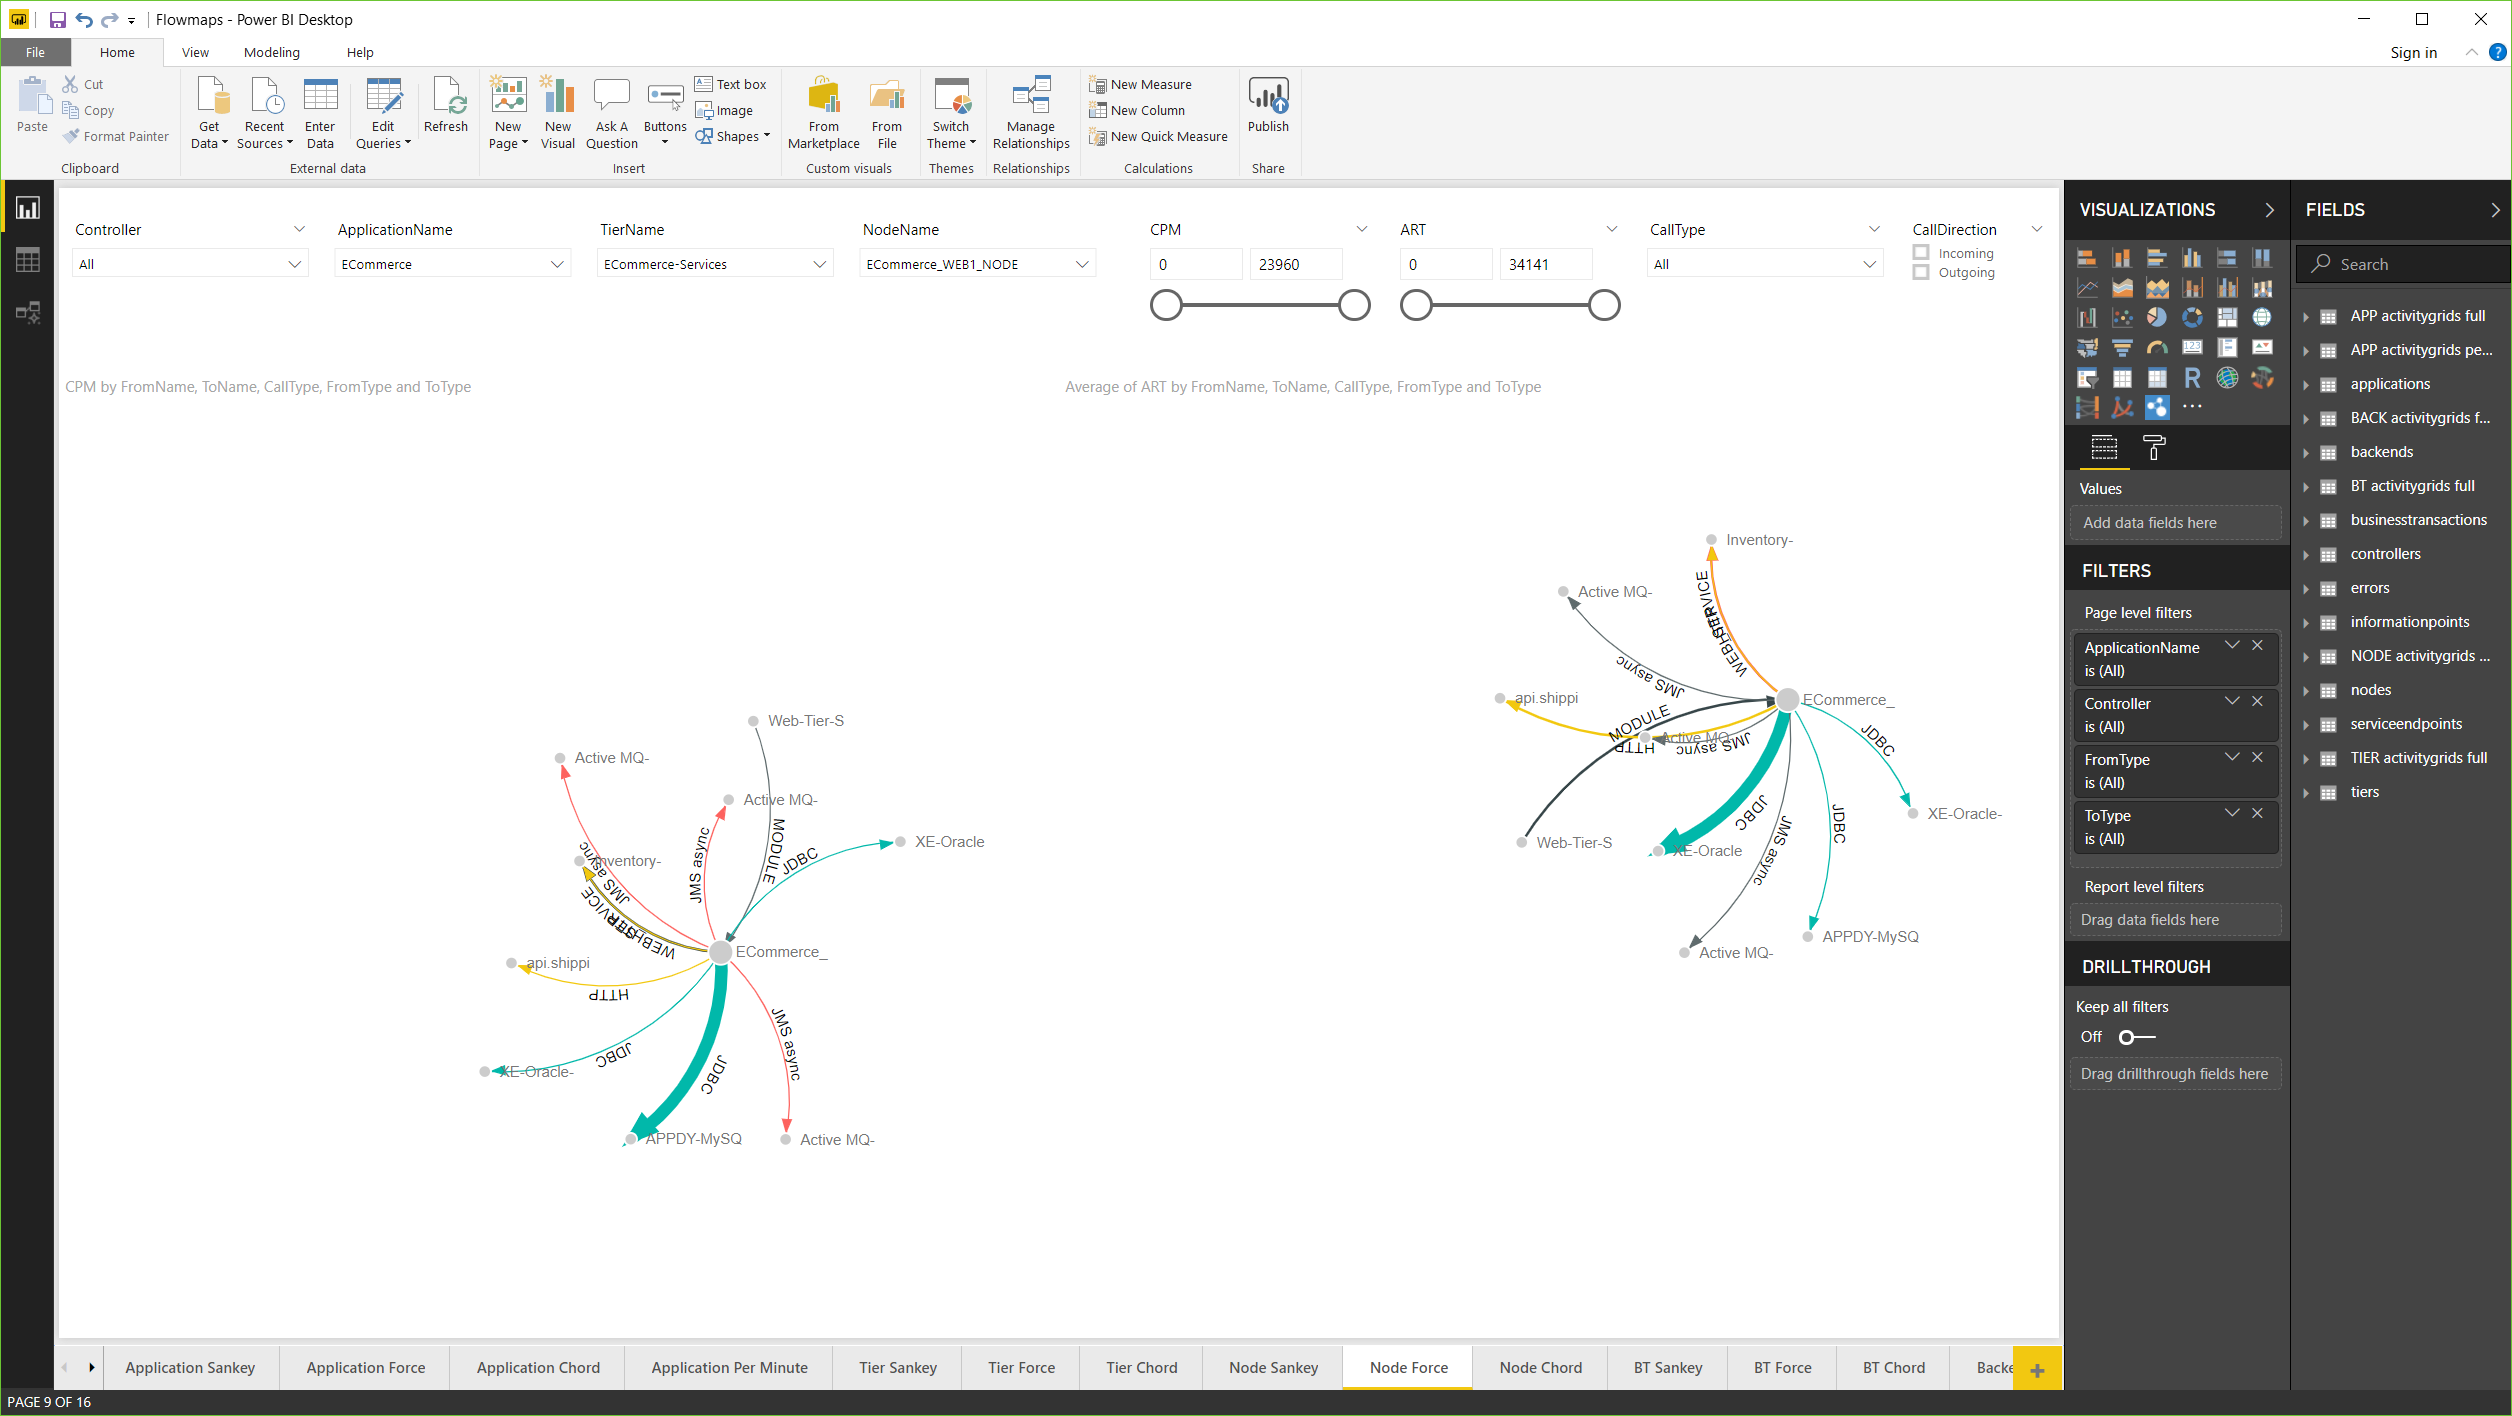 Flowmaps - Power BI Desktop
File Home View Modeling Help
Sign in
Paste
Cut
Copy
Format Painter
Clipboard
Get Data
Recent Sources
Enter Data
Edit Queries
Refresh
External data
New Page
New Visual
Ask A Question
Buttons
Text box
Image
Shapes
Insert
From Marketplace
From File
Custom visuals
Switch Theme
Themes
Manage Relationships
Relationships
New Measure
New Column
New Quick Measure
Calculations
Publish
Share
Controller
All
ApplicationName
ECommerce
TierName
ECommerce-Services
NodeName
ECommerce_WEB1_NODE
CPM
0 23960
ART
0 34141
CallType
All
CallDirection
Incoming
Outgoing
CPM by FromName, ToName, CallType, FromType and ToType
Web-Tier-S
Active MQ-
Active MQ-
MODULE
JMS async
XE-Oracle
JDBC
Inventory-
JMS async
WEB SERVICE
HTTP
ECommerce_
api.shippi
HTTP
JDBC
XE-Oracle-
JDBC
JMS async
APPDY-MySQ
Active MQ-
Average of ART by FromName, ToName, CallType, FromType and ToType
Inventory-
Active MQ-
WEB SERVICE
HTTP
JMS async
api.shippi
ECommerce_
MODULE
Active MQ-
HTTP
JMS async
JDBC
Web-Tier-S
XE-Oracle
JDBC
JMS async
JDBC
XE-Oracle-
APPDY-MySQ
Active MQ-
VISUALIZATIONS
Values
Add data fields here
FILTERS
Page level filters
ApplicationName
is (All)
Controller
is (All)
FromType
is (All)
ToType
is (All)
Report level filters
Drag data fields here
DRILLTHROUGH
Keep all filters
Off
Drag drillthrough fields here
FIELDS
Search
APP activitygrids full
APP activitygrids pe...
applications
BACK activitygrids f...
backends
BT activitygrids full
businesstransactions
controllers
errors
informationpoints
NODE activitygrids ...
nodes
serviceendpoints
TIER activitygrids full
tiers
Application Sankey Application Force Application Chord Application Per Minute Tier Sankey Tier Force Tier Chord Node Sankey Node Force Node Chord BT Sankey BT Force BT Chord Backe
PAGE 9 OF 16